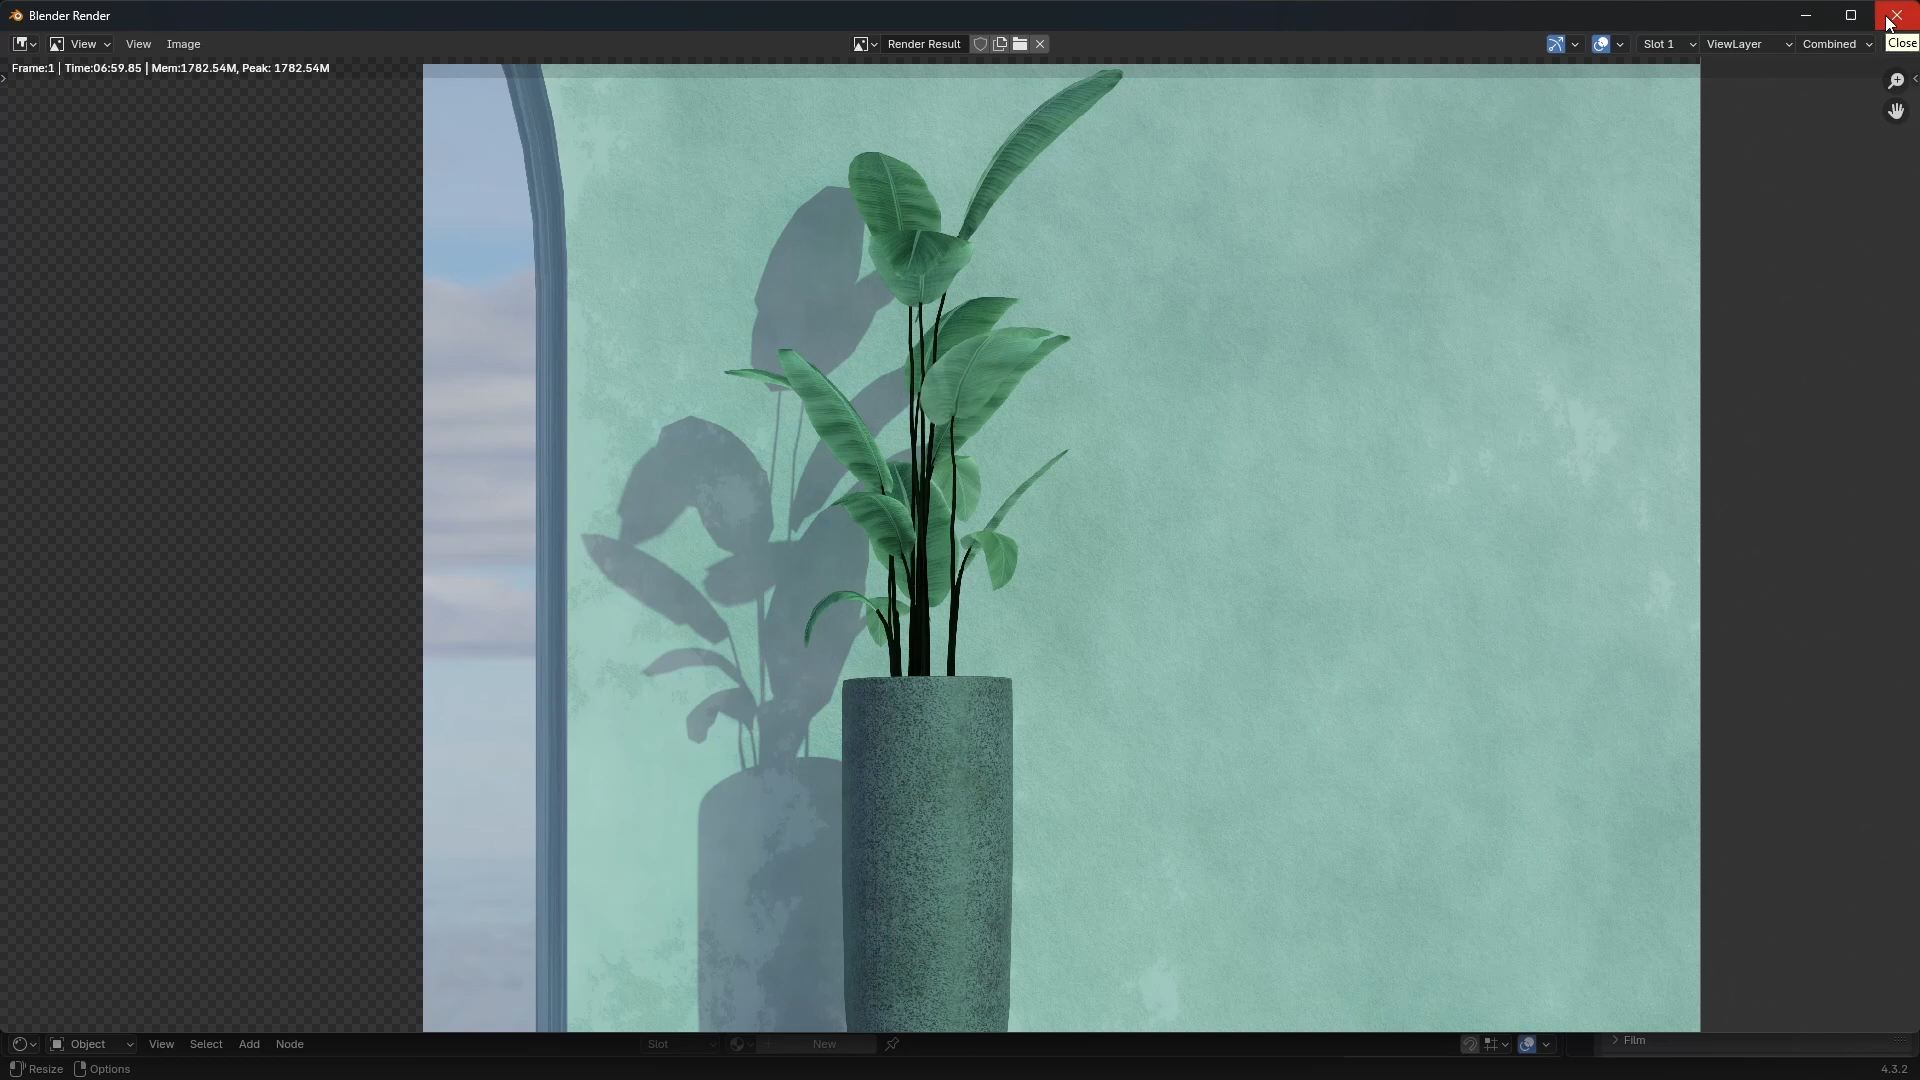 Blender Render
View View Image Render Result Slot 1 ViewLayer Combined
Close
Frame:1 | Time:06:59.85 | Mem:1782.54M, Peak: 1782.54M
Object View Select Add Node Slot New Film
Resize Options 4.3.2